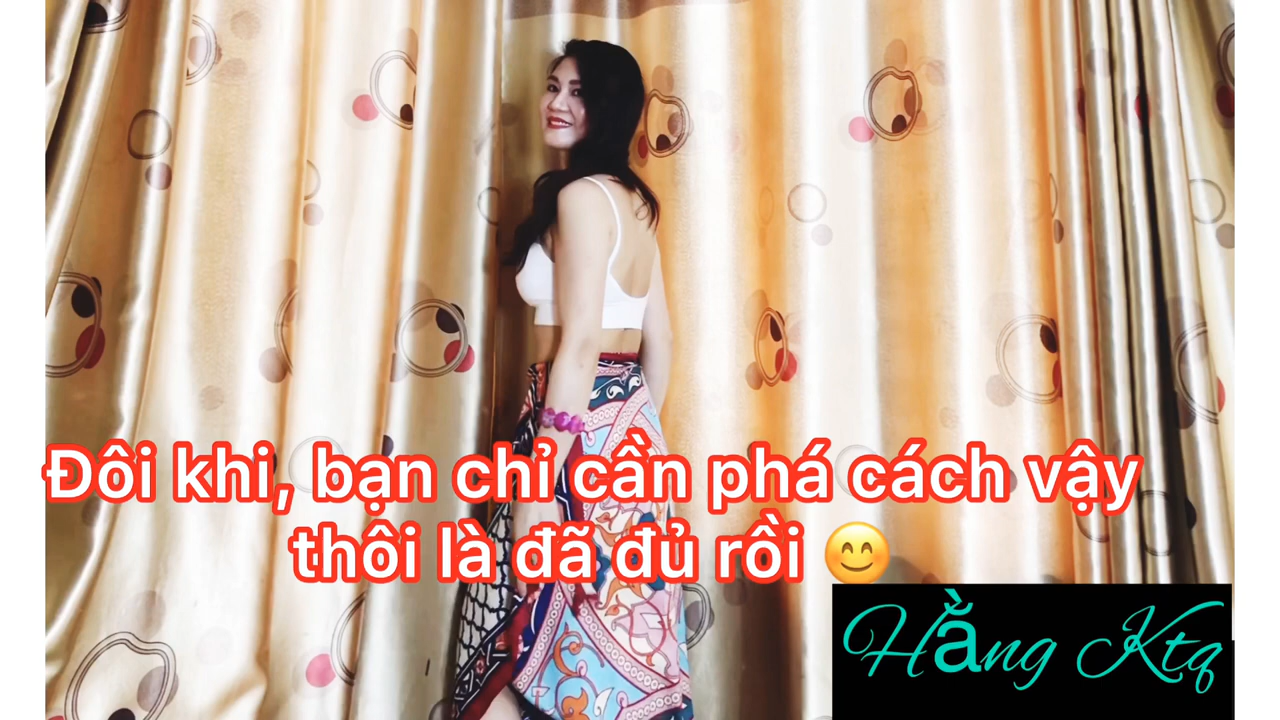 Đôi khi, bạn chỉ cần phá cách vậy
thôi là đã đủ rồi 😊
Hằng Ktq